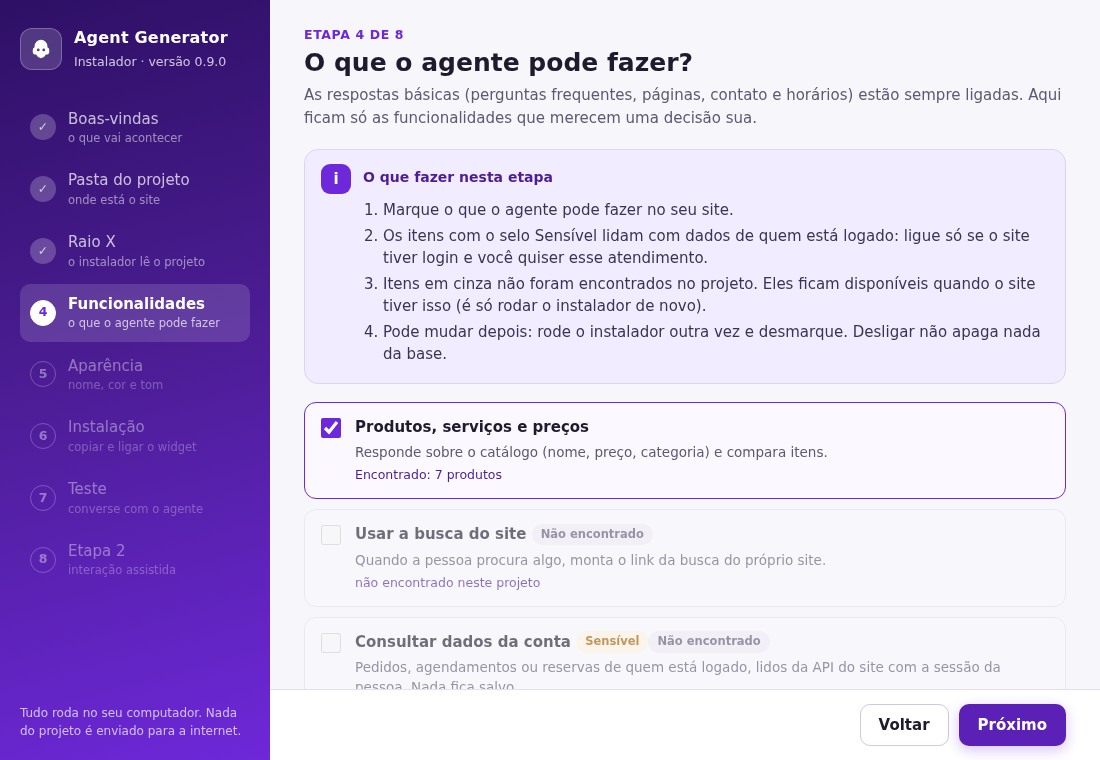 Agent Generator
Instalador · versão 0.9.0
✓
Boas-vindas
o que vai acontecer
✓
Pasta do projeto
onde está o site
✓
Raio X
o instalador lê o projeto
4
Funcionalidades
o que o agente pode fazer
5
Aparência
nome, cor e tom
6
Instalação
copiar e ligar o widget
7
Teste
converse com o agente
8
Etapa 2
interação assistida
Tudo roda no seu computador. Nada
do projeto é enviado para a internet.
ETAPA 4 DE 8
O que o agente pode fazer?
As respostas básicas (perguntas frequentes, páginas, contato e horários) estão sempre ligadas. Aqui
ficam só as funcionalidades que merecem uma decisão sua.
i
O que fazer nesta etapa
1. Marque o que o agente pode fazer no seu site.
2. Os itens com o selo Sensível lidam com dados de quem está logado: ligue só se o site
tiver login e você quiser esse atendimento.
3. Itens em cinza não foram encontrados no projeto. Eles ficam disponíveis quando o site
tiver isso (é só rodar o instalador de novo).
4. Pode mudar depois: rode o instalador outra vez e desmarque. Desligar não apaga nada
da base.
Produtos, serviços e preços
Responde sobre o catálogo (nome, preço, categoria) e compara itens.
Encontrado: 7 produtos
Usar a busca do site Não encontrado
Quando a pessoa procura algo, monta o link da busca do próprio site.
não encontrado neste projeto
Consultar dados da conta Sensível Não encontrado
Pedidos, agendamentos ou reservas de quem está logado, lidos da API do site com a sessão da
pessoa. Nada fica salvo.
Voltar
Próximo